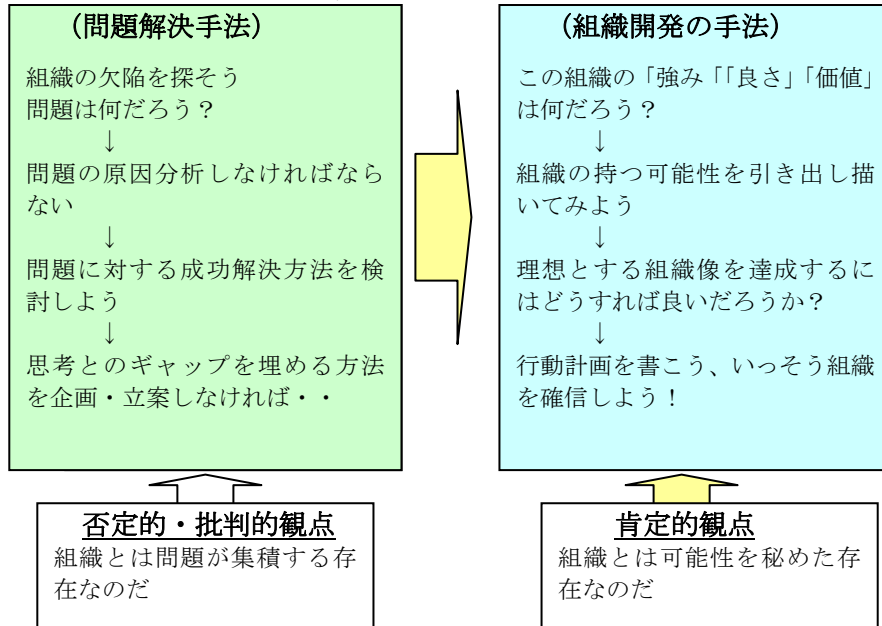 （問題解決手法）
組織の欠陥を探そう
問題は何だろう？
↓
問題の原因分析しなければなら
ない
↓
問題に対する成功解決方法を検
討しよう
↓
思考とのギャップを埋める方法
を企画・立案しなければ・・
否定的・批判的観点
組織とは問題が集積する存
在なのだ
（組織開発の手法）
この組織の「強み「「良さ」「価値」
は何だろう？
↓
組織の持つ可能性を引き出し描
いてみよう
↓
理想とする組織像を達成するに
はどうすれば良いだろうか？
↓
行動計画を書こう、いっそう組織
を確信しよう！
肯定的観点
組織とは可能性を秘めた存
在なのだ